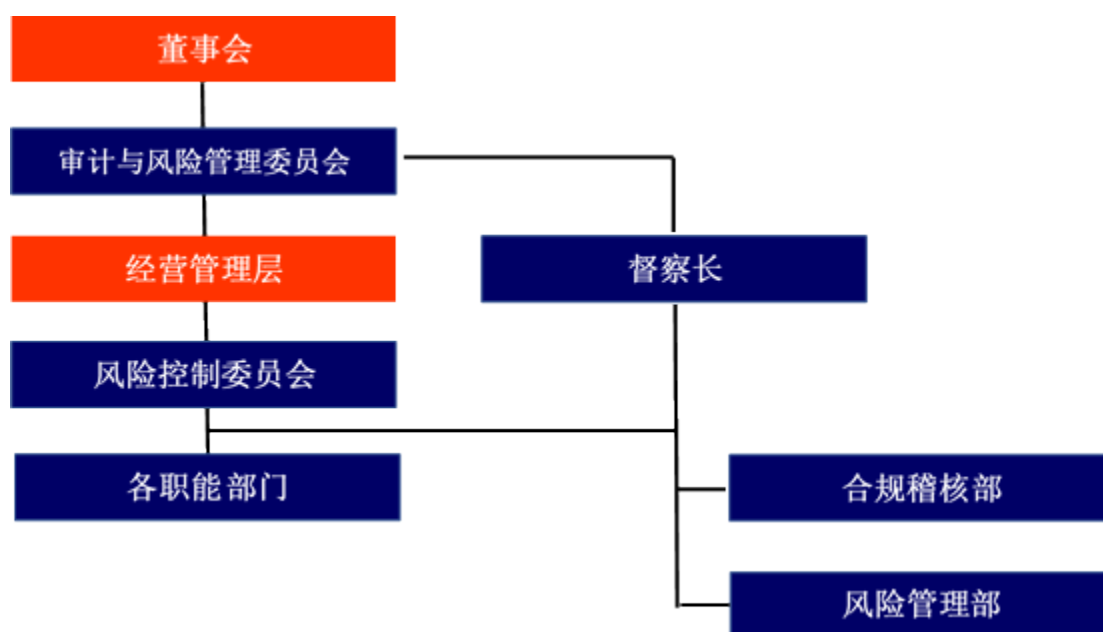 董事会
审计与风险管理委员会
经营管理层
督察长
风险控制委员会
各职能部门
合规稽核部
风险管理部